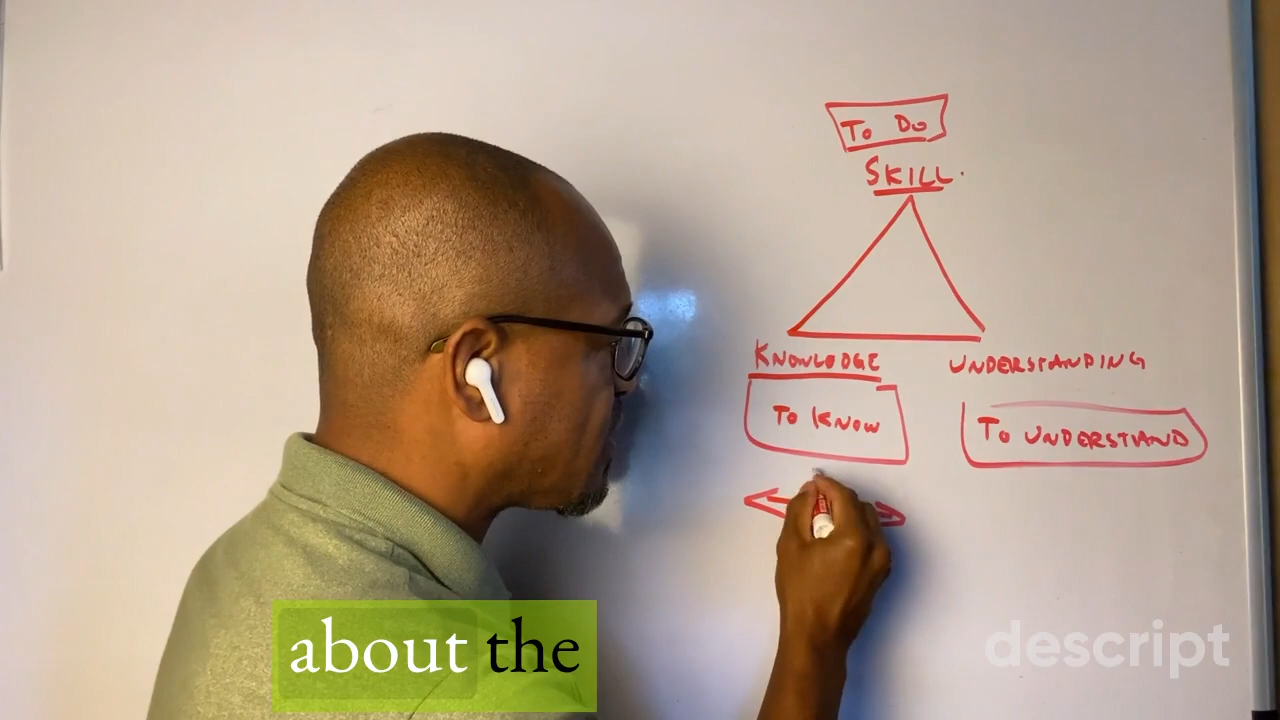 To Do
SKILL.
KNOWLEDGE
UNDERSTANDING
To KNOW
To UNDERSTAND
about the
descript